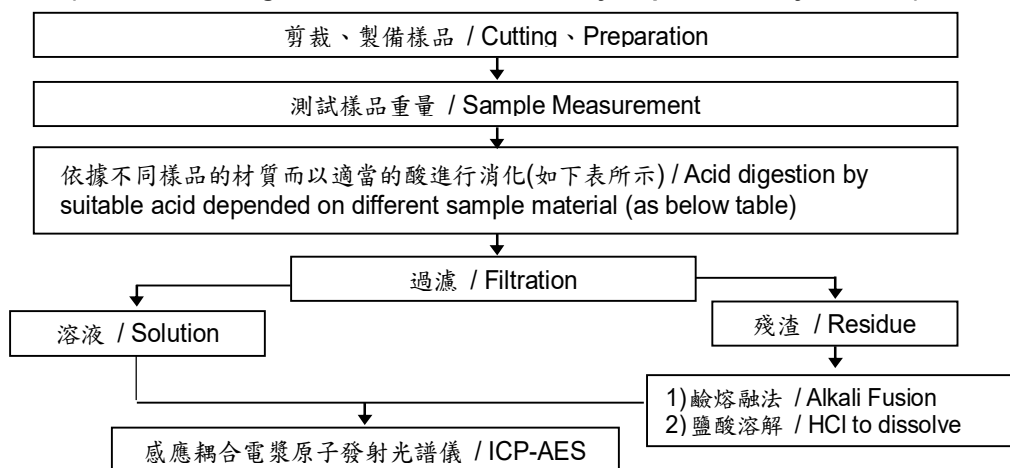 剪裁、製備樣品 / Cutting、Preparation
測試樣品重量 / Sample Measurement
依據不同樣品的材質而以適當的酸進行消化(如下表所示) / Acid digestion by
suitable acid depended on different sample material (as below table)
過濾 / Filtration
溶液 / Solution
殘渣 / Residue
1)鹼熔融法 / Alkali Fusion
2)鹽酸溶解 / HCl to dissolve
感應耦合電漿原子發射光譜儀 / ICP-AES